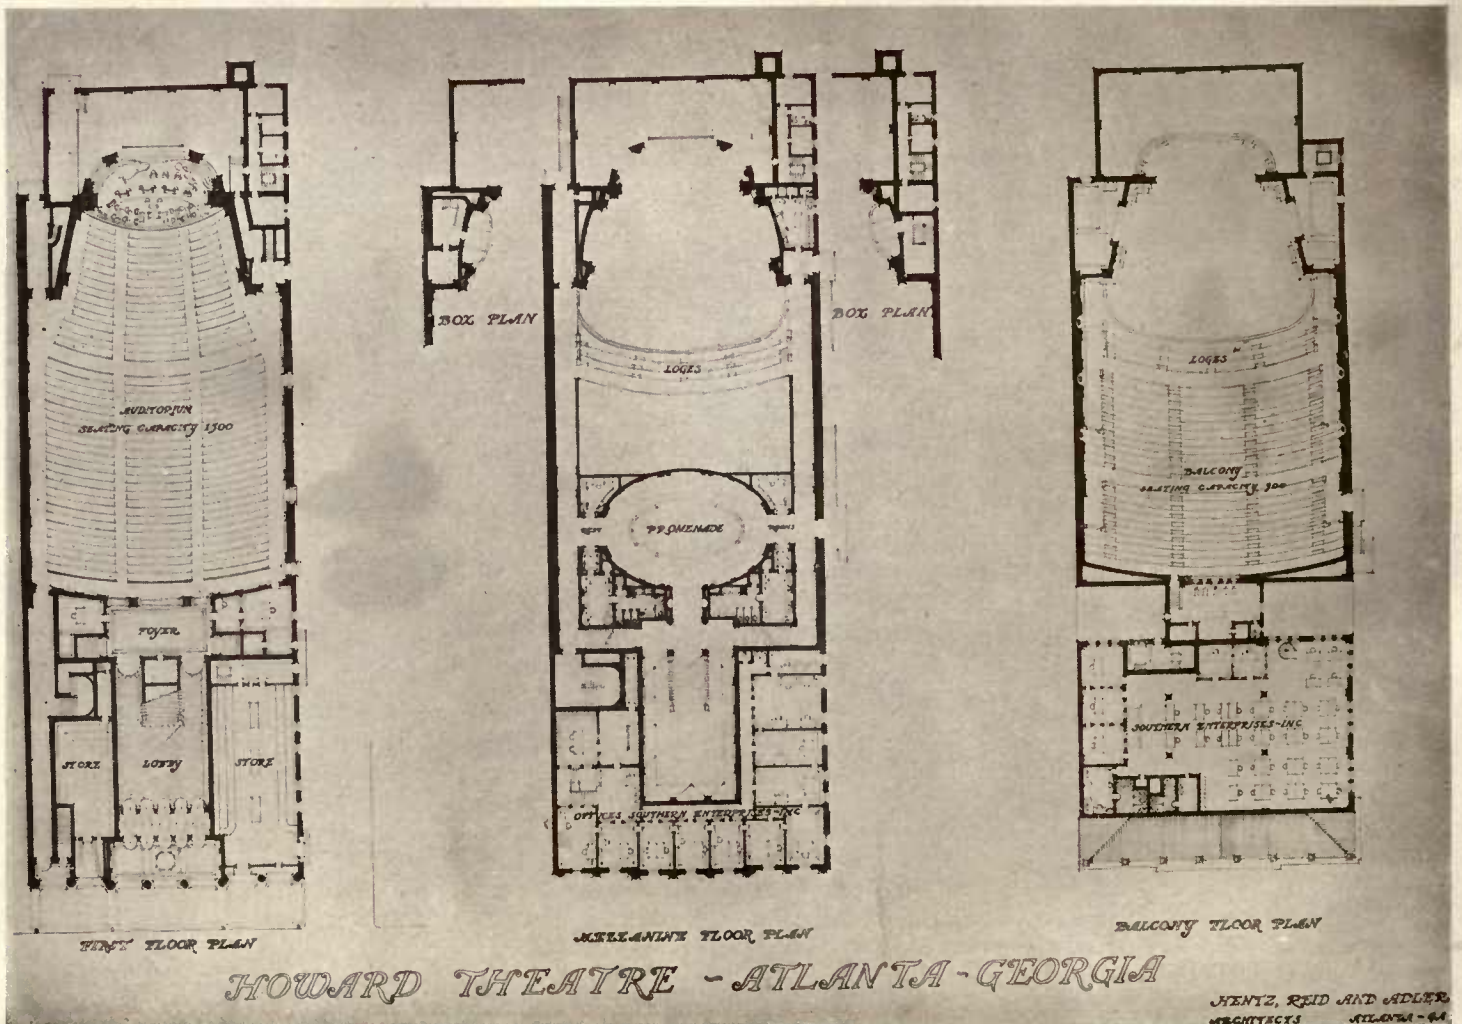 AUDITORIUM
SEATING CAPACITY 1500
FOYER
STORE
LOBBY
STORE
FIRST FLOOR PLAN
BOX PLAN
BOX PLAN
LOGES
PROMENADE
OFFICES SOUTHERN ENTERPRISES-INC
MEZZANINE FLOOR PLAN
LOGES
BALCONY
SEATING CAPACITY 900
SOUTHERN ENTERPRISES-INC
BALCONY FLOOR PLAN
HOWARD THEATRE - ATLANTA - GEORGIA
HENTZ, REID AND ADLER
ARCHITECTS ATLANTA - GA